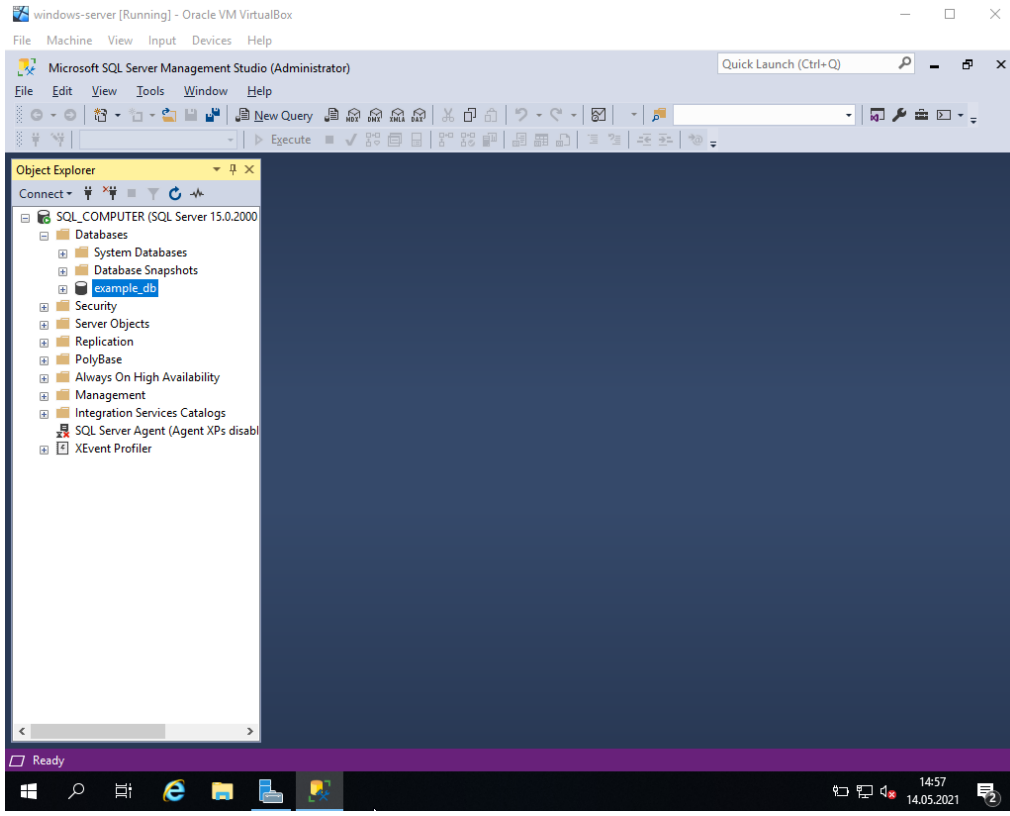 windows-server [Running] - Oracle VM VirtualBox
File Machine View Input Devices Help
Microsoft SQL Server Management Studio (Administrator)
Quick Launch (Ctrl+Q)
File Edit View Tools Window Help
New Query
Execute
Object Explorer
Connect
SQL_COMPUTER (SQL Server 15.0.2000
Databases
System Databases
Database Snapshots
example_db
Security
Server Objects
Replication
PolyBase
Always On High Availability
Management
Integration Services Catalogs
SQL Server Agent (Agent XPs disabl
XEvent Profiler
Ready
14:57
14.05.2021
2